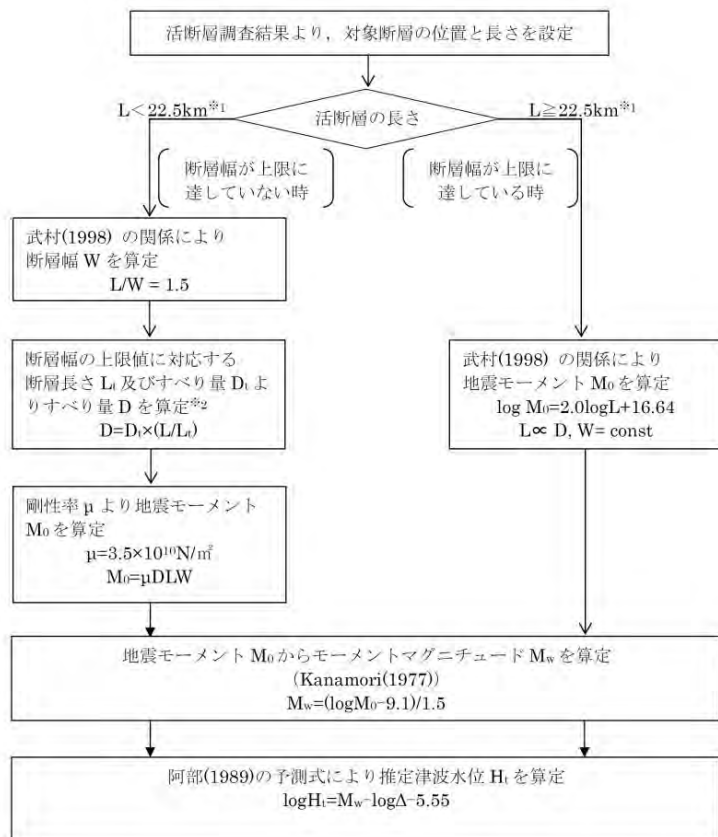 活断層調査結果より，対象断層の位置と長さを設定
L＜22.5km※1
L≧22.5km※1
活断層の長さ
断層幅が上限に
達していない時
断層幅が上限に
達している時
武村(1998) の関係により
断層幅 W を算定
L/W = 1.5
断層幅の上限値に対応する
断層長さ Lt 及びすべり量 Dt よ
りすべり量 D を算定※2
D=Dt×(L/Lt)
剛性率 μ より地震モーメント
M0 を算定
μ=3.5×10¹⁰N/㎡
M0=μDLW
武村(1998) の関係により
地震モーメント M0 を算定
log M0=2.0logL+16.64
L∝ D, W= const
地震モーメント M0 からモーメントマグニチュード Mw を算定
（Kanamori(1977)）
Mw=(logM0-9.1)/1.5
阿部(1989)の予測式により推定津波水位 Ht を算定
logHt=Mw-logΔ-5.55